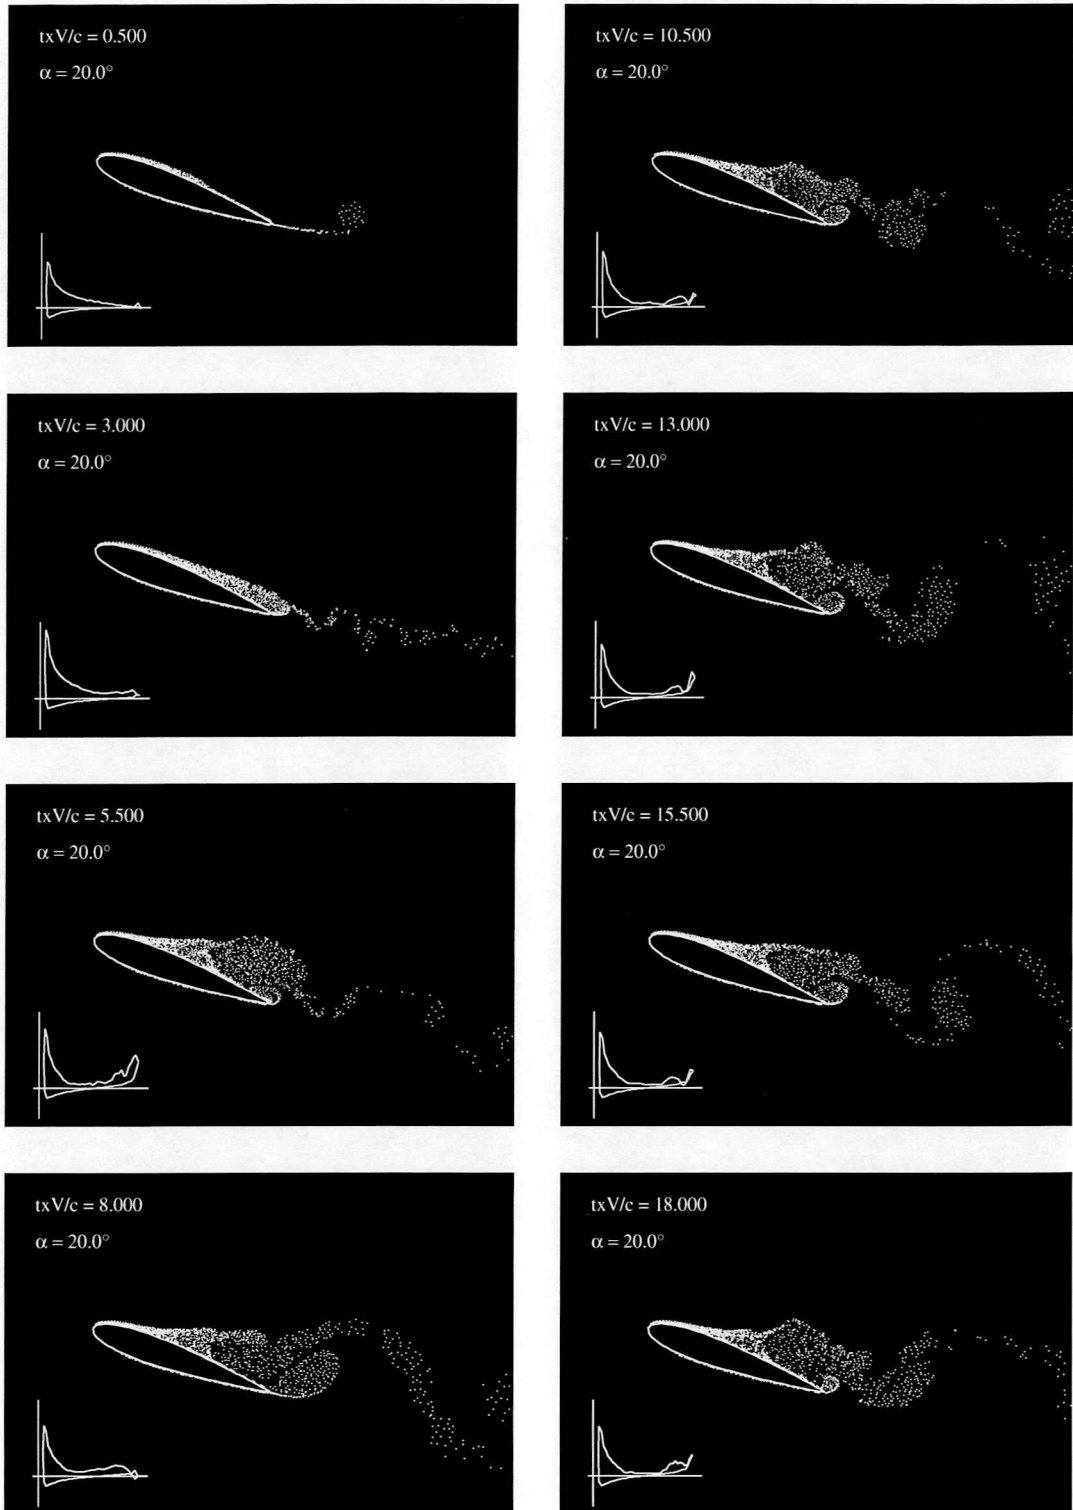 txV/c = 0.500
α = 20.0°
txV/c = 3.000
α = 20.0°
txV/c = 5.500
α = 20.0°
txV/c = 8.000
α = 20.0°
txV/c = 10.500
α = 20.0°
txV/c = 13.000
α = 20.0°
txV/c = 15.500
α = 20.0°
txV/c = 18.000
α = 20.0°